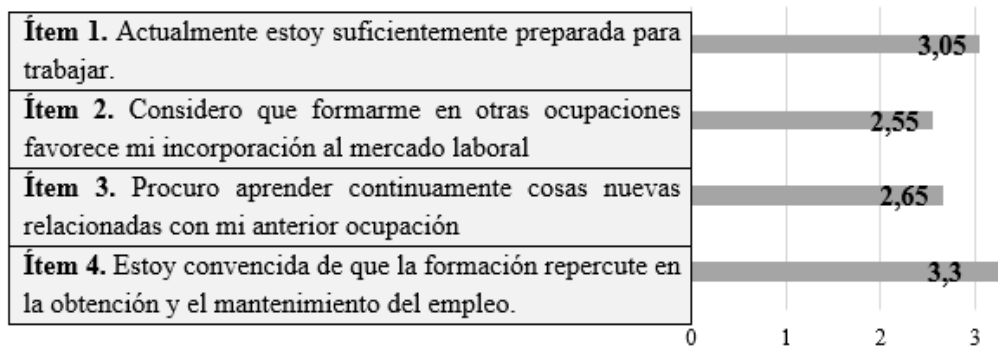 Ítem 1. Actualmente estoy suficientemente preparada para
trabajar.
3,05
Ítem 2. Considero que formarme en otras ocupaciones
favorece mi incorporación al mercado laboral
2,55
Ítem 3. Procuro aprender continuamente cosas nuevas
relacionadas con mi anterior ocupación
2,65
Ítem 4. Estoy convencida de que la formación repercute en
la obtención y el mantenimiento del empleo.
3,3
0 1 2 3